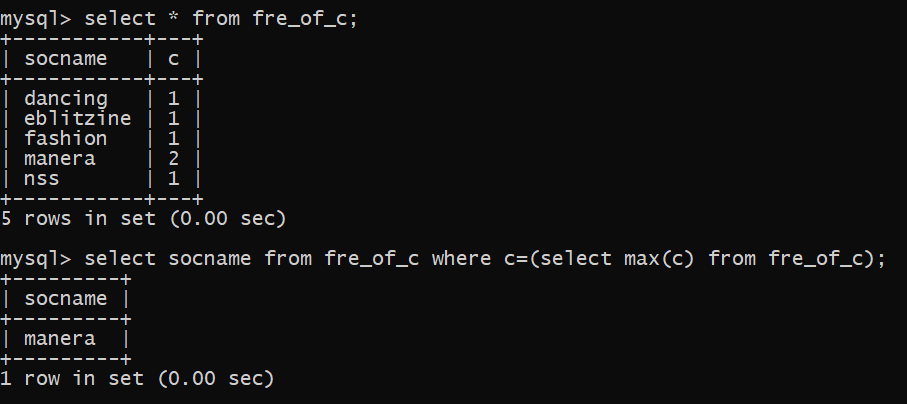 mysql> select * from fre_of_c;
+-----------+---+
| socname   | c |
+-----------+---+
| dancing   | 1 |
| eblitzine | 1 |
| fashion   | 1 |
| manera    | 2 |
| nss       | 1 |
+-----------+---+
5 rows in set (0.00 sec)
mysql> select socname from fre_of_c where c=(select max(c) from fre_of_c);
+---------+
| socname |
+---------+
| manera  |
+---------+
1 row in set (0.00 sec)